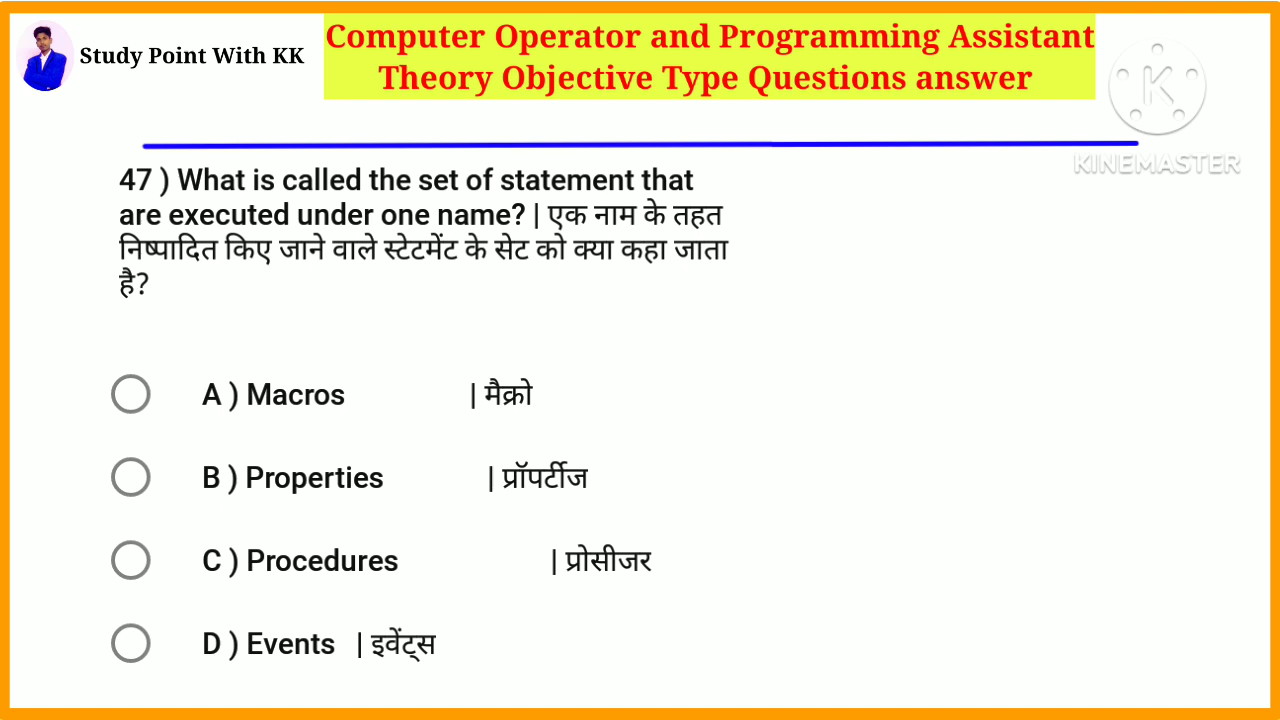 Study Point With KK
Computer Operator and Programming Assistant
Theory Objective Type Questions answer
K
KINEMASTER
47 ) What is called the set of statement that
are executed under one name? | एक नाम के तहत
निष्पादित किए जाने वाले स्टेटमेंट के सेट को क्या कहा जाता
है?
A ) Macros | मैक्रो
B ) Properties | प्रॉपर्टीज
C ) Procedures | प्रोसीजर
D ) Events | इवेंट्स